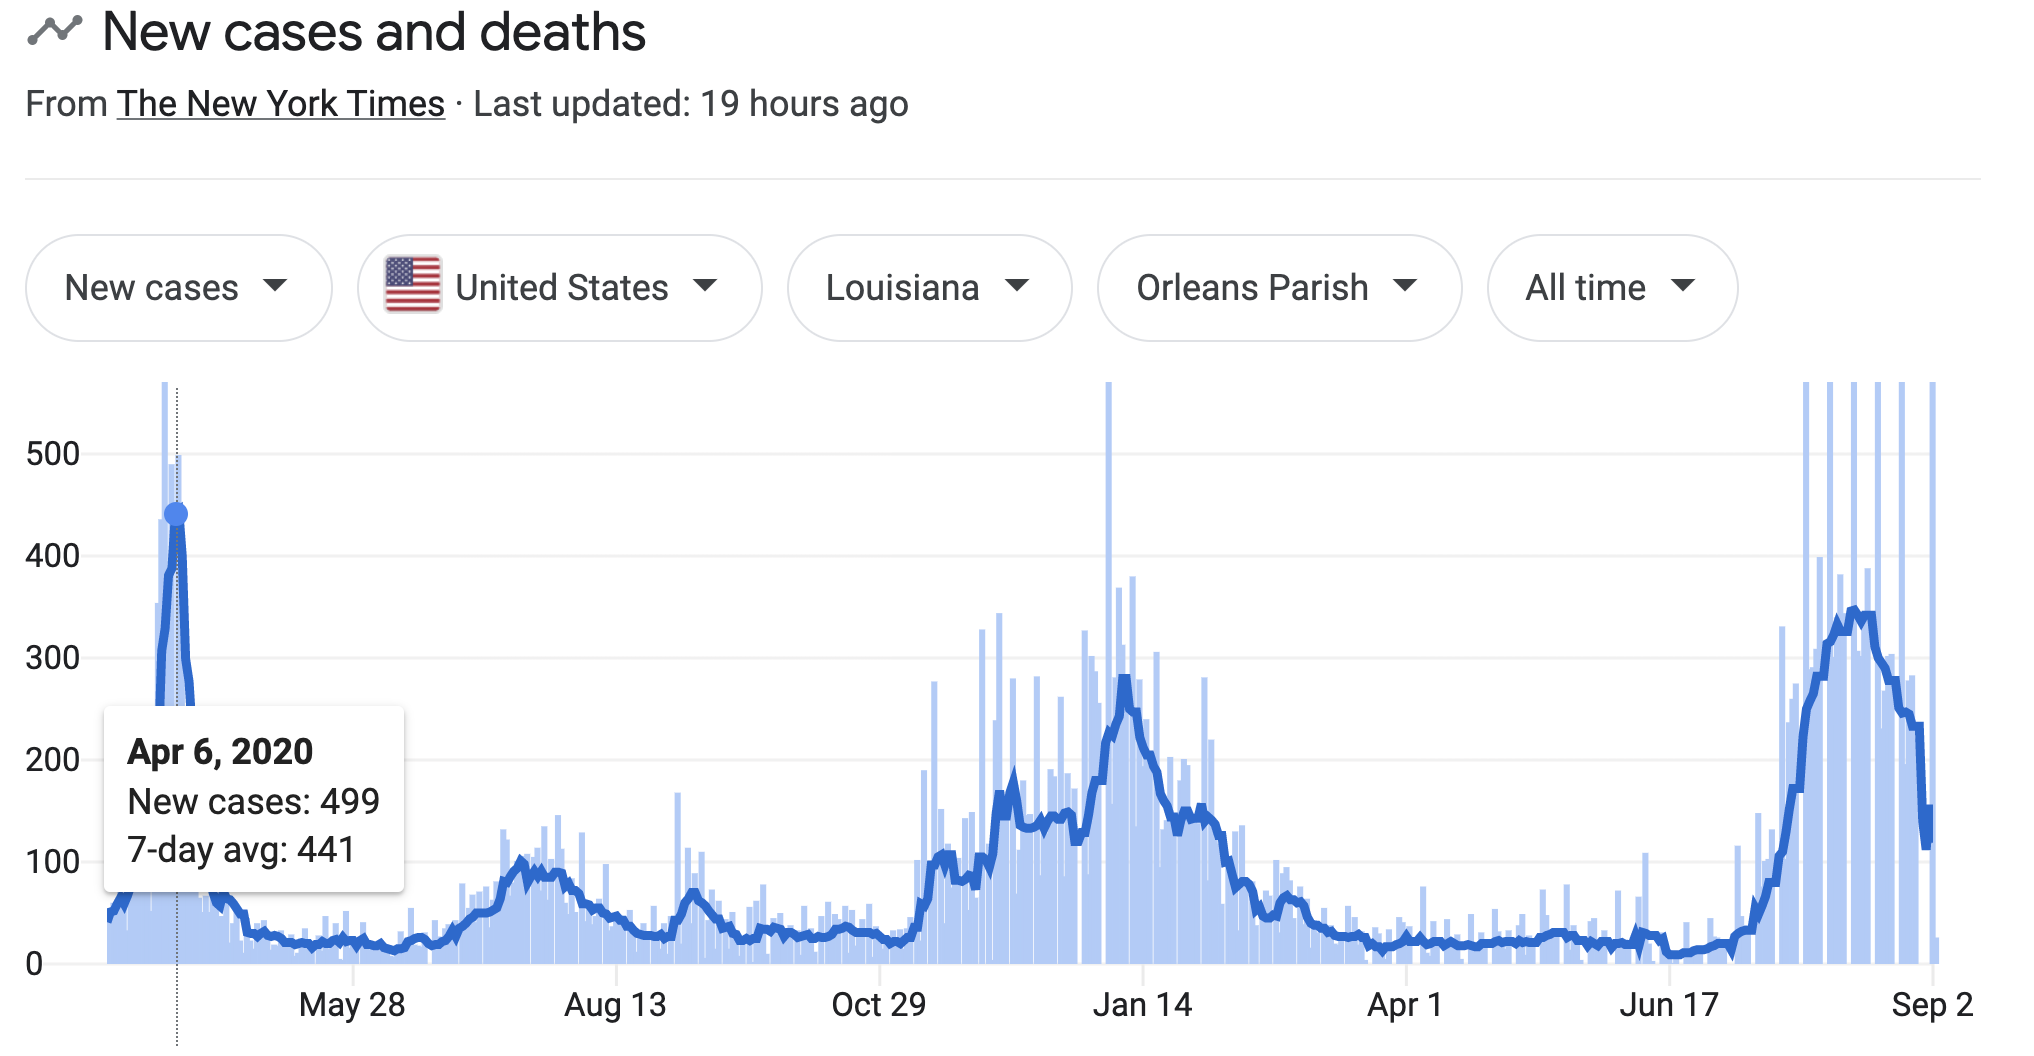 New cases and deaths
From The New York Times · Last updated: 19 hours ago
New cases United States Louisiana Orleans Parish All time
500
400
300
200
100
0
Apr 6, 2020
New cases: 499
7-day avg: 441
May 28 Aug 13 Oct 29 Jan 14 Apr 1 Jun 17 Sep 2